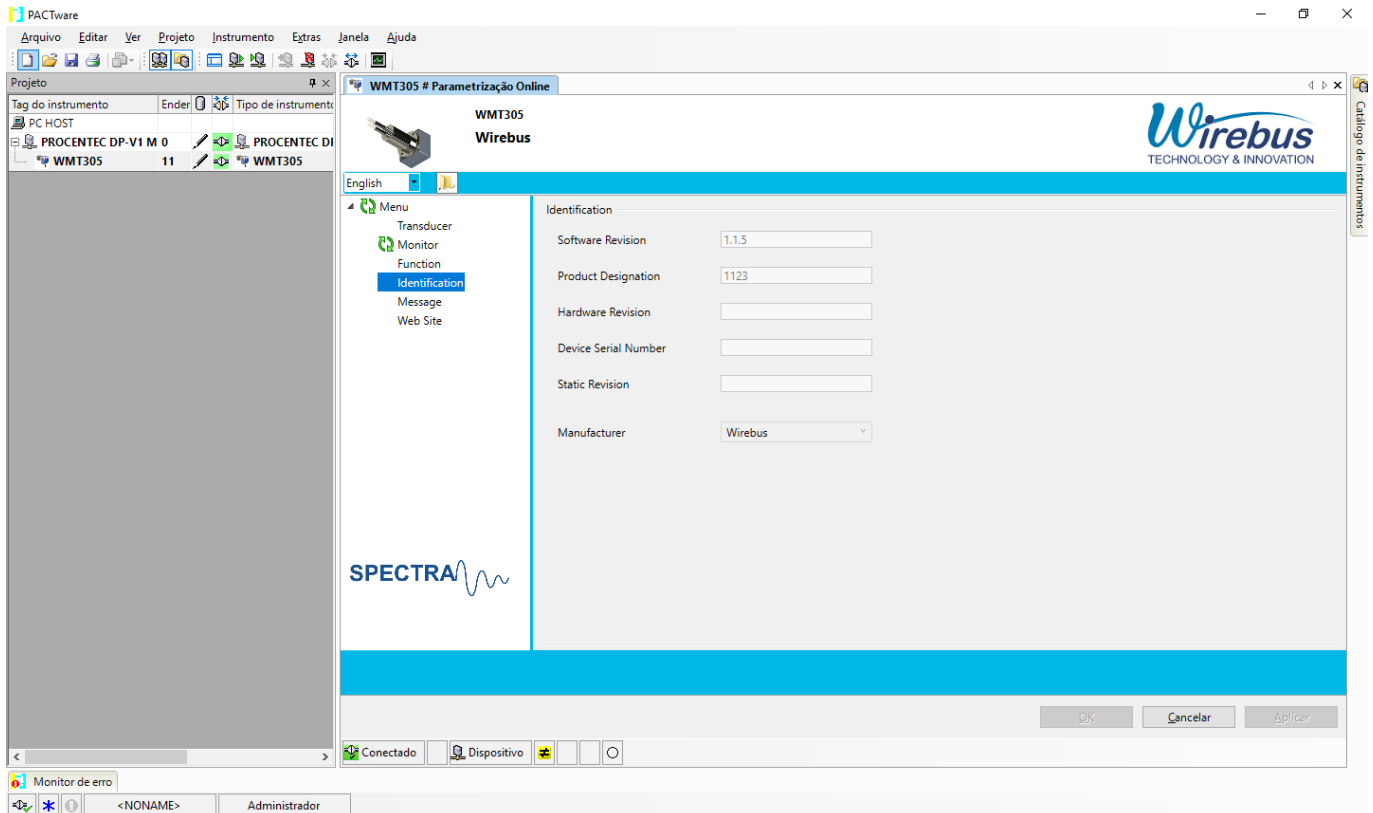 PACTware
Arquivo Editar Ver Projeto Instrumento Extras Janela Ajuda
Projeto
Tag do instrumento Ender Tipo de instrumento
PC HOST
PROCENTEC DP-V1 M 0 PROCENTEC DI
WMT305 11 WMT305
WMT305 # Parametrização Online
WMT305
Wirebus
Wirebus
TECHNOLOGY & INNOVATION
English
Menu
Transducer
Monitor
Function
Identification
Message
Web Site
SPECTRA
Identification
Software Revision 1.1.5
Product Designation 1123
Hardware Revision
Device Serial Number
Static Revision
Manufacturer Wirebus
OK Cancelar Aplicar
Conectado Dispositivo
Catálogo de instrumentos
Monitor de erro
<NONAME> Administrador